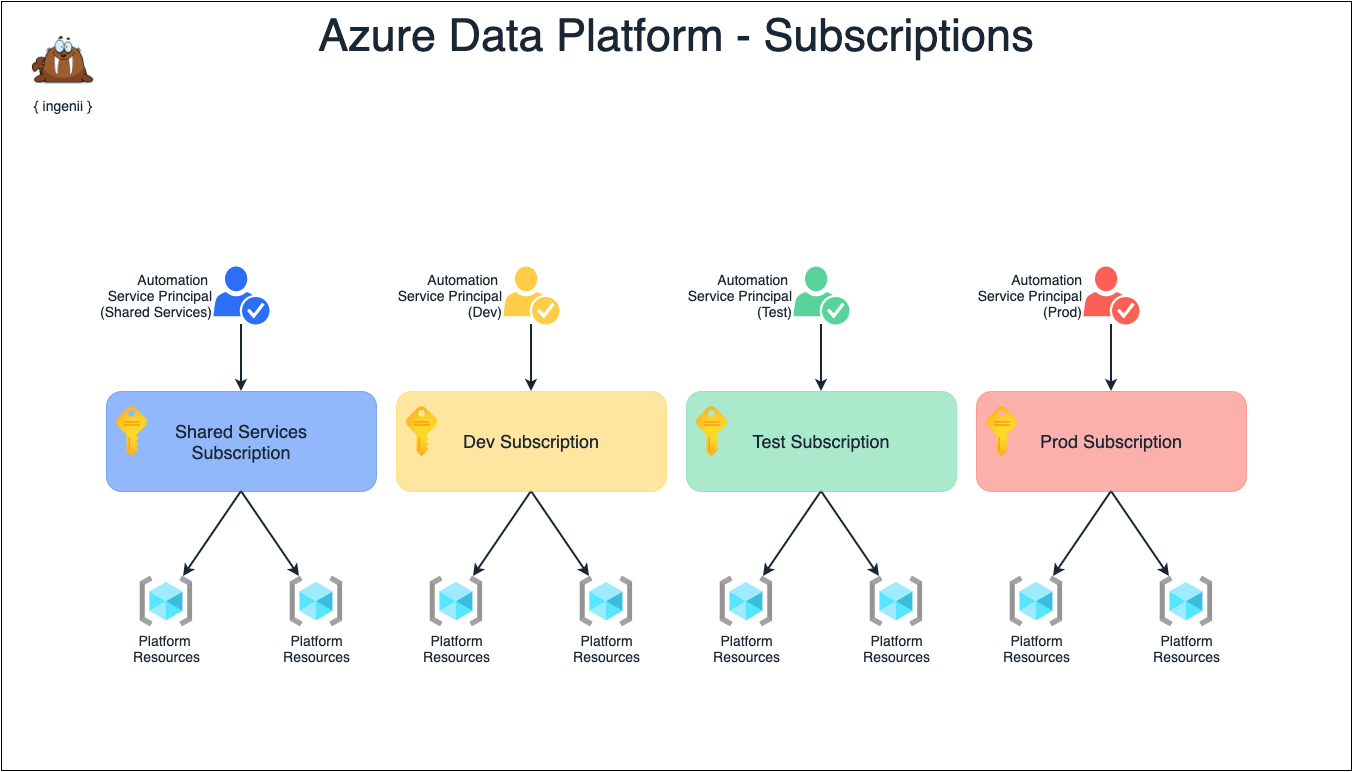 Azure Data Platform - Subscriptions
{ ingenii }
Automation
Service Principal
(Shared Services)
Automation
Service Principal
(Dev)
Automation
Service Principal
(Test)
Automation
Service Principal
(Prod)
Shared Services
Subscription
Dev Subscription
Test Subscription
Prod Subscription
Platform
Resources
Platform
Resources
Platform
Resources
Platform
Resources
Platform
Resources
Platform
Resources
Platform
Resources
Platform
Resources